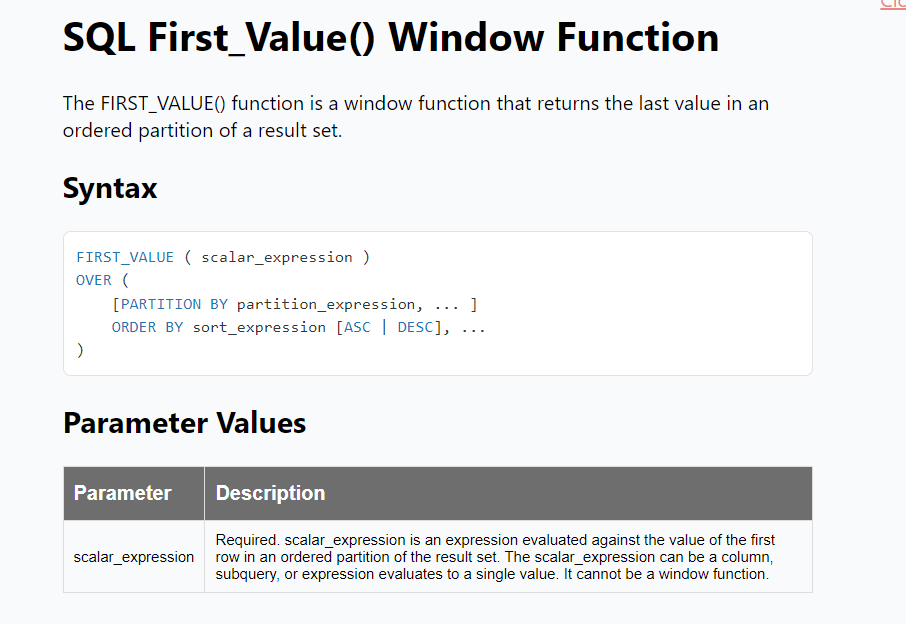 SQL First_Value() Window Function
The FIRST_VALUE() function is a window function that returns the last value in an
ordered partition of a result set.
Syntax
FIRST_VALUE ( scalar_expression )
OVER (
    [PARTITION BY partition_expression, ... ]
    ORDER BY sort_expression [ASC | DESC], ...
)
Parameter Values
Parameter Description
scalar_expression
Required. scalar_expression is an expression evaluated against the value of the first
row in an ordered partition of the result set. The scalar_expression can be a column,
subquery, or expression evaluates to a single value. It cannot be a window function.